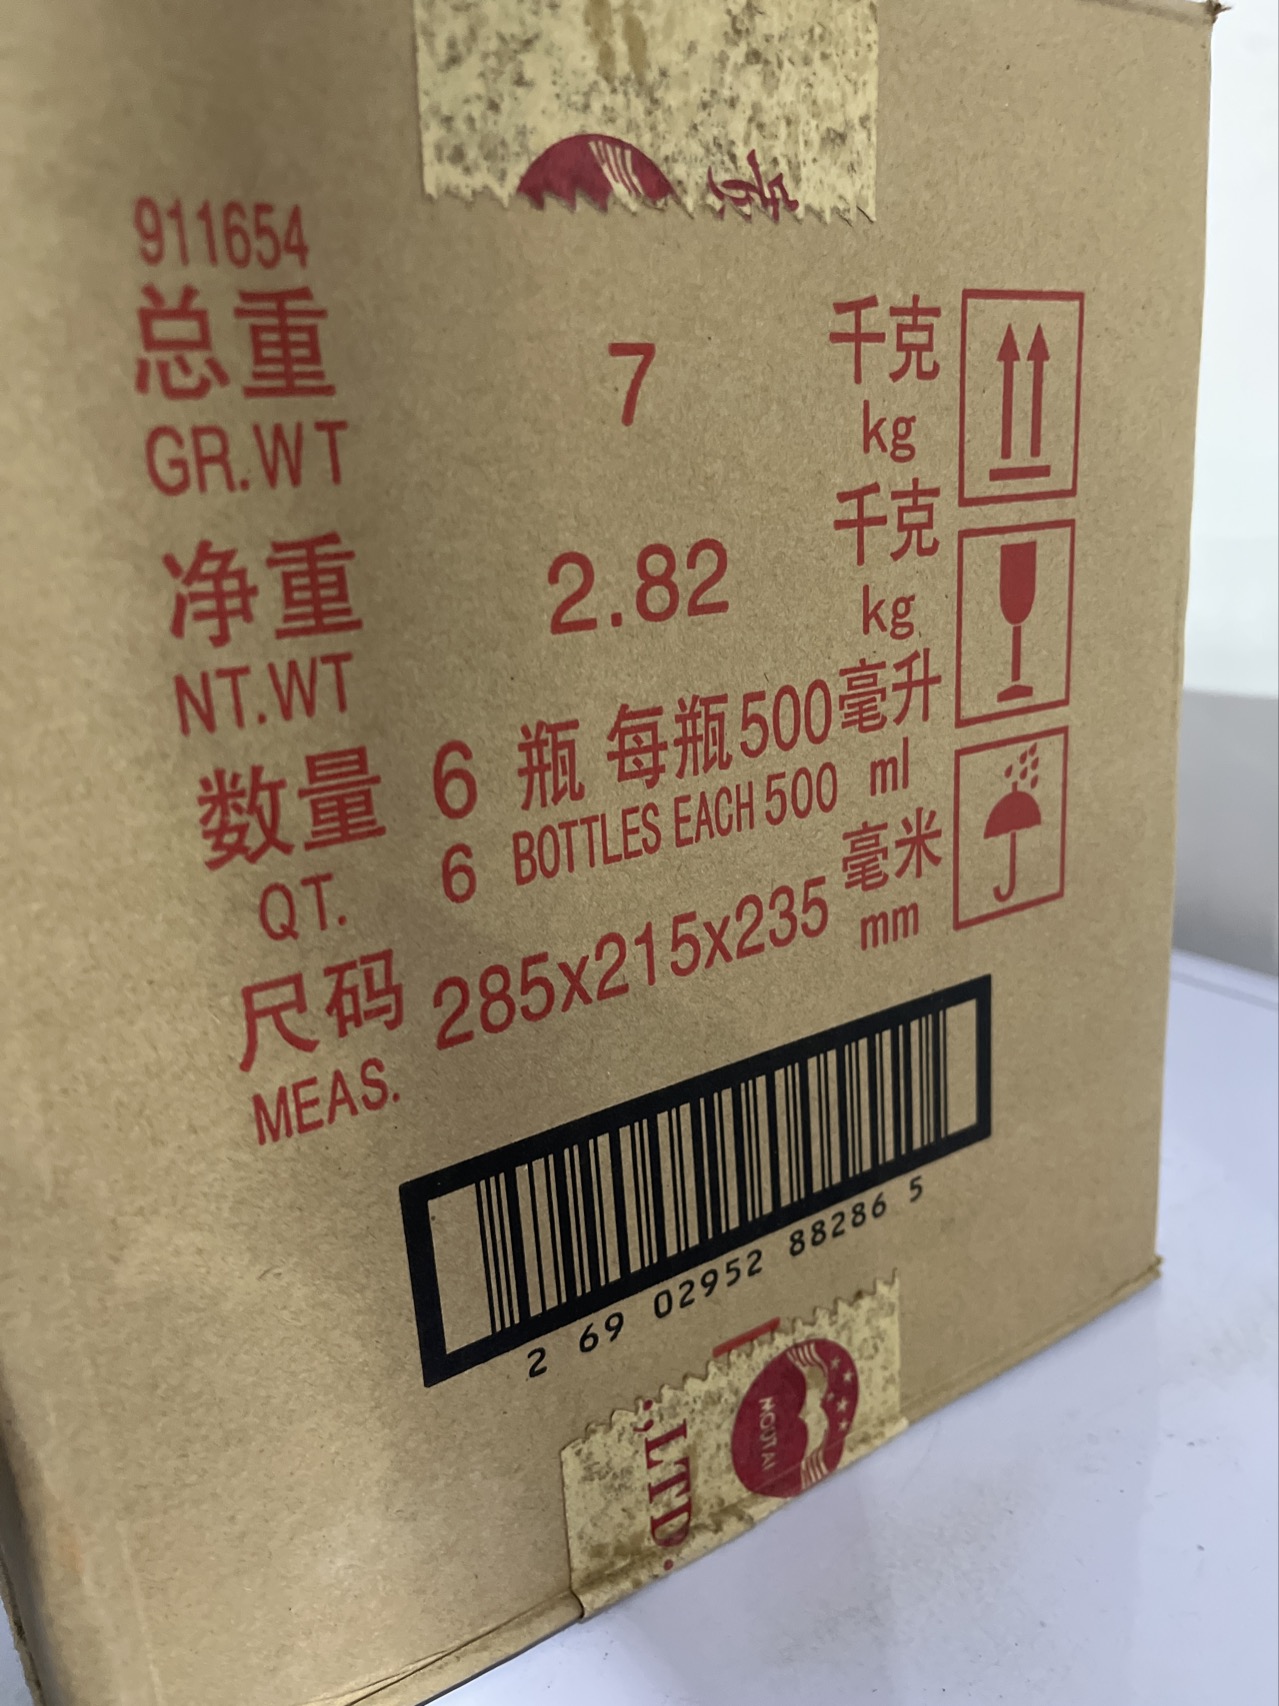 911654
总重 7 千克
GR.WT kg
净重 2.82 千克
NT.WT kg
数量 6 瓶 每瓶500毫升
QT. 6 BOTTLES EACH 500 ml
尺码 285x215x235 毫米
MEAS. mm
2 69 02952 88286 5
., LTD.
MOUTAI